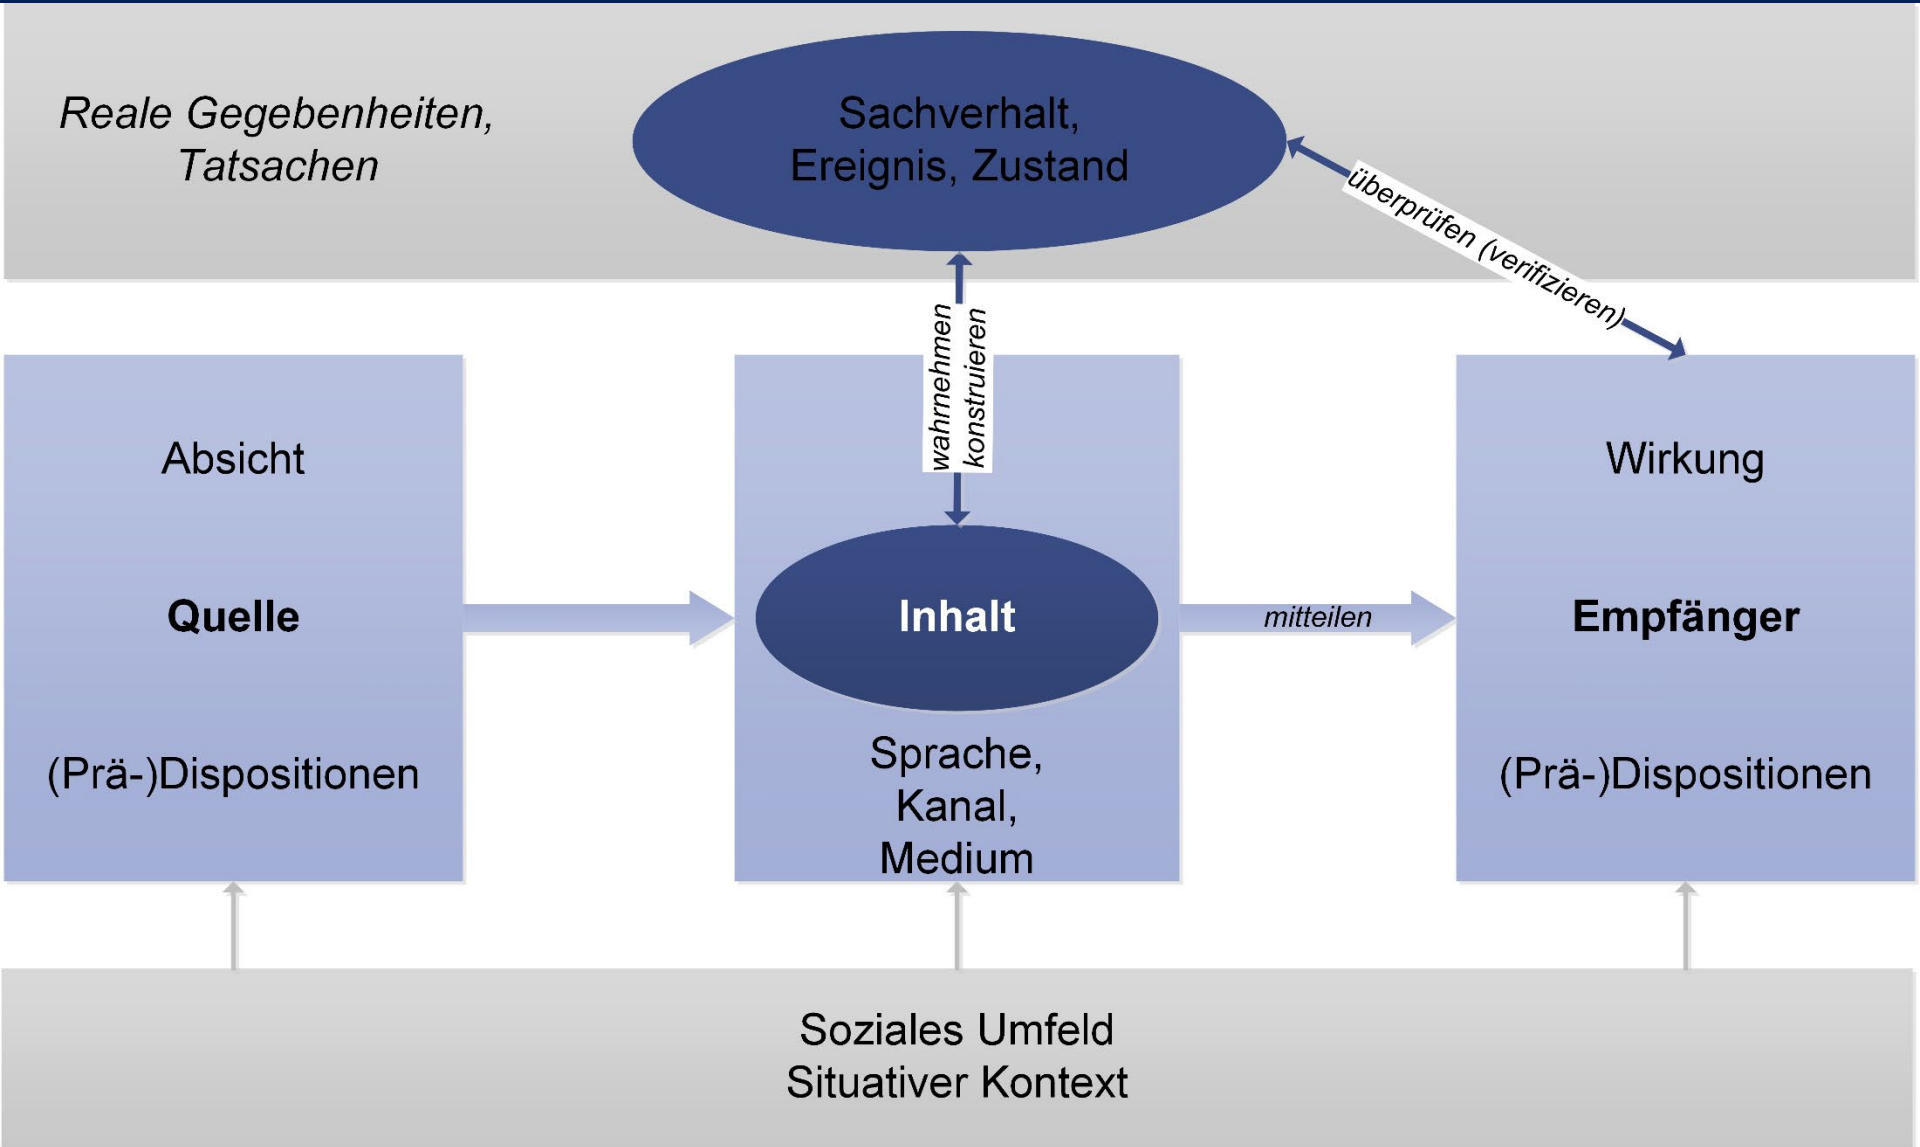 Reale Gegebenheiten,
Tatsachen
Sachverhalt,
Ereignis, Zustand
überprüfen (verifizieren)
wahrnehmen
konstruieren
Absicht
Quelle
(Prä-)Dispositionen
Inhalt
Sprache,
Kanal,
Medium
mitteilen
Wirkung
Empfänger
(Prä-)Dispositionen
Soziales Umfeld
Situativer Kontext